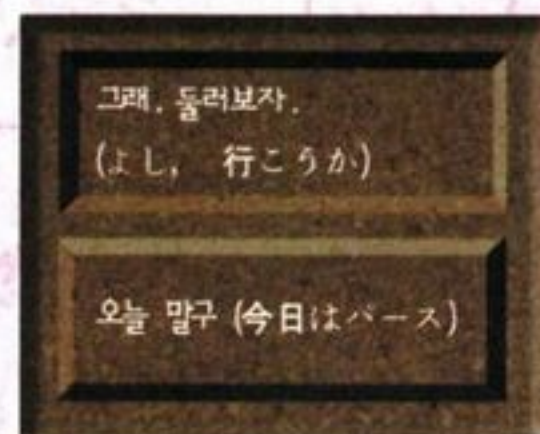 그래. 둘러보자.
(よし, 行こうか)
오늘 말구 (今日はパース)